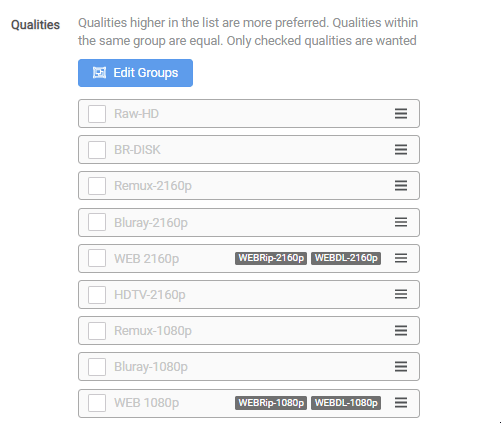 Qualities
Qualities higher in the list are more preferred. Qualities within
the same group are equal. Only checked qualities are wanted
Edit Groups
Raw-HD
BR-DISK
Remux-2160p
Bluray-2160p
WEB 2160p WEBRip-2160p WEBDL-2160p
HDTV-2160p
Remux-1080p
Bluray-1080p
WEB 1080p WEBRip-1080p WEBDL-1080p